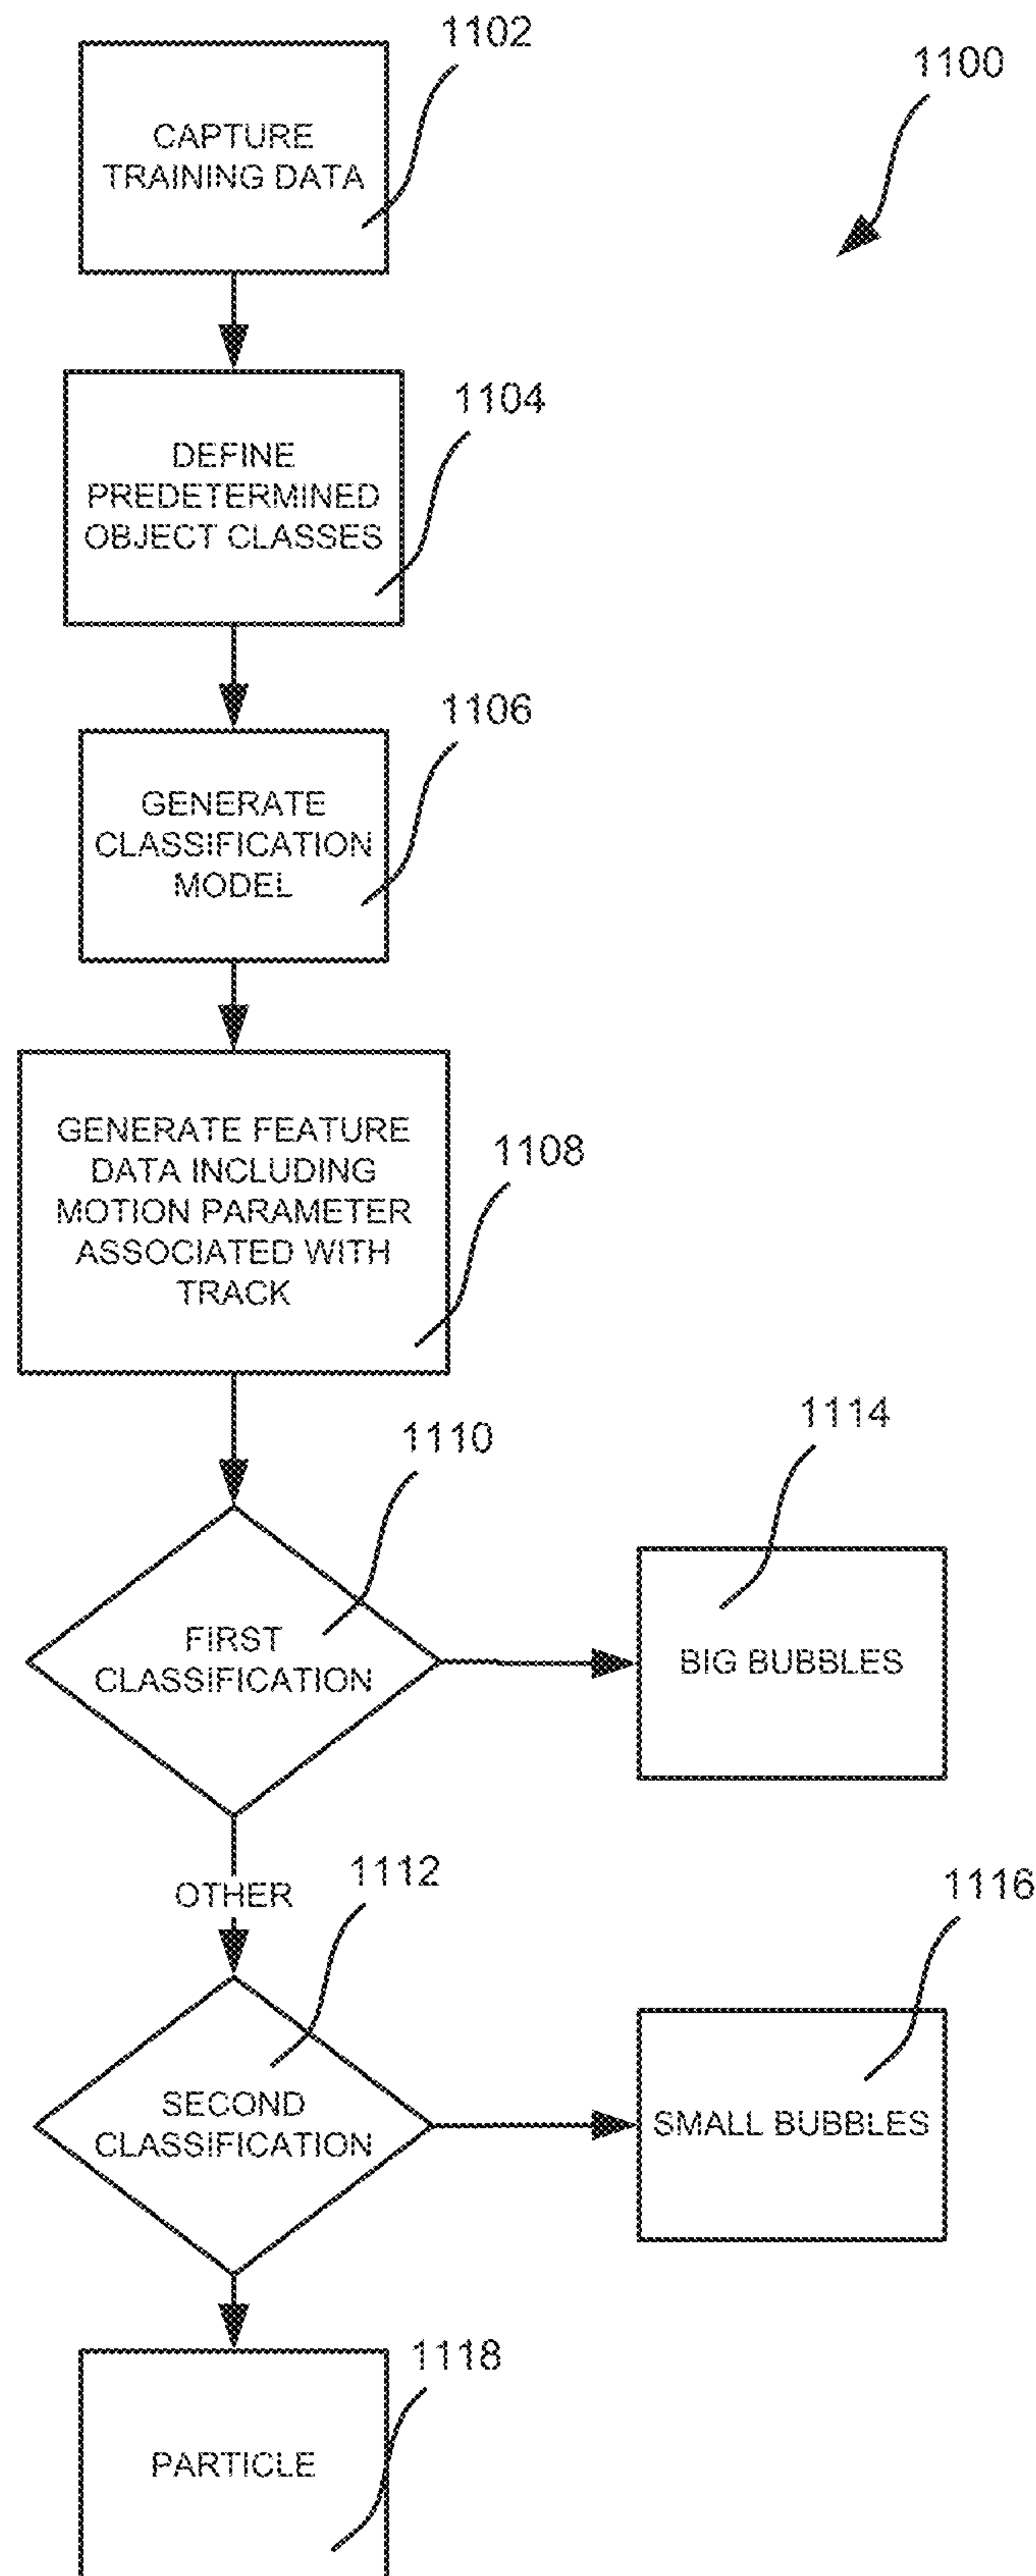 1102
1100
CAPTURE
TRAINING DATA
1104
DEFINE
PREDETERMINED
OBJECT CLASSES
1106
GENERATE
CLASSIFICATION
MODEL
1108
GENERATE FEATURE
DATA INCLUDING
MOTION PARAMETER
ASSOCIATED WITH
TRACK
1110
1114
FIRST
CLASSIFICATION
BIG BUBBLES
OTHER
1112
1116
SECOND
CLASSIFICATION
SMALL BUBBLES
1118
PARTICLE